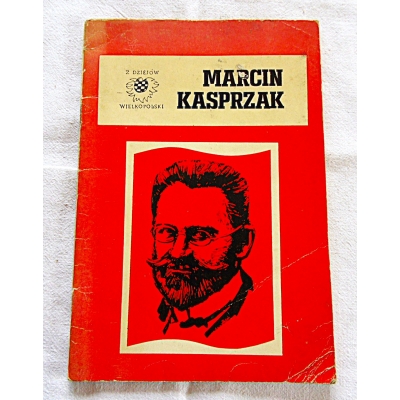 Z DZIEJÓW
WIELKOPOLSKI
MARCIN
KASPRZAK